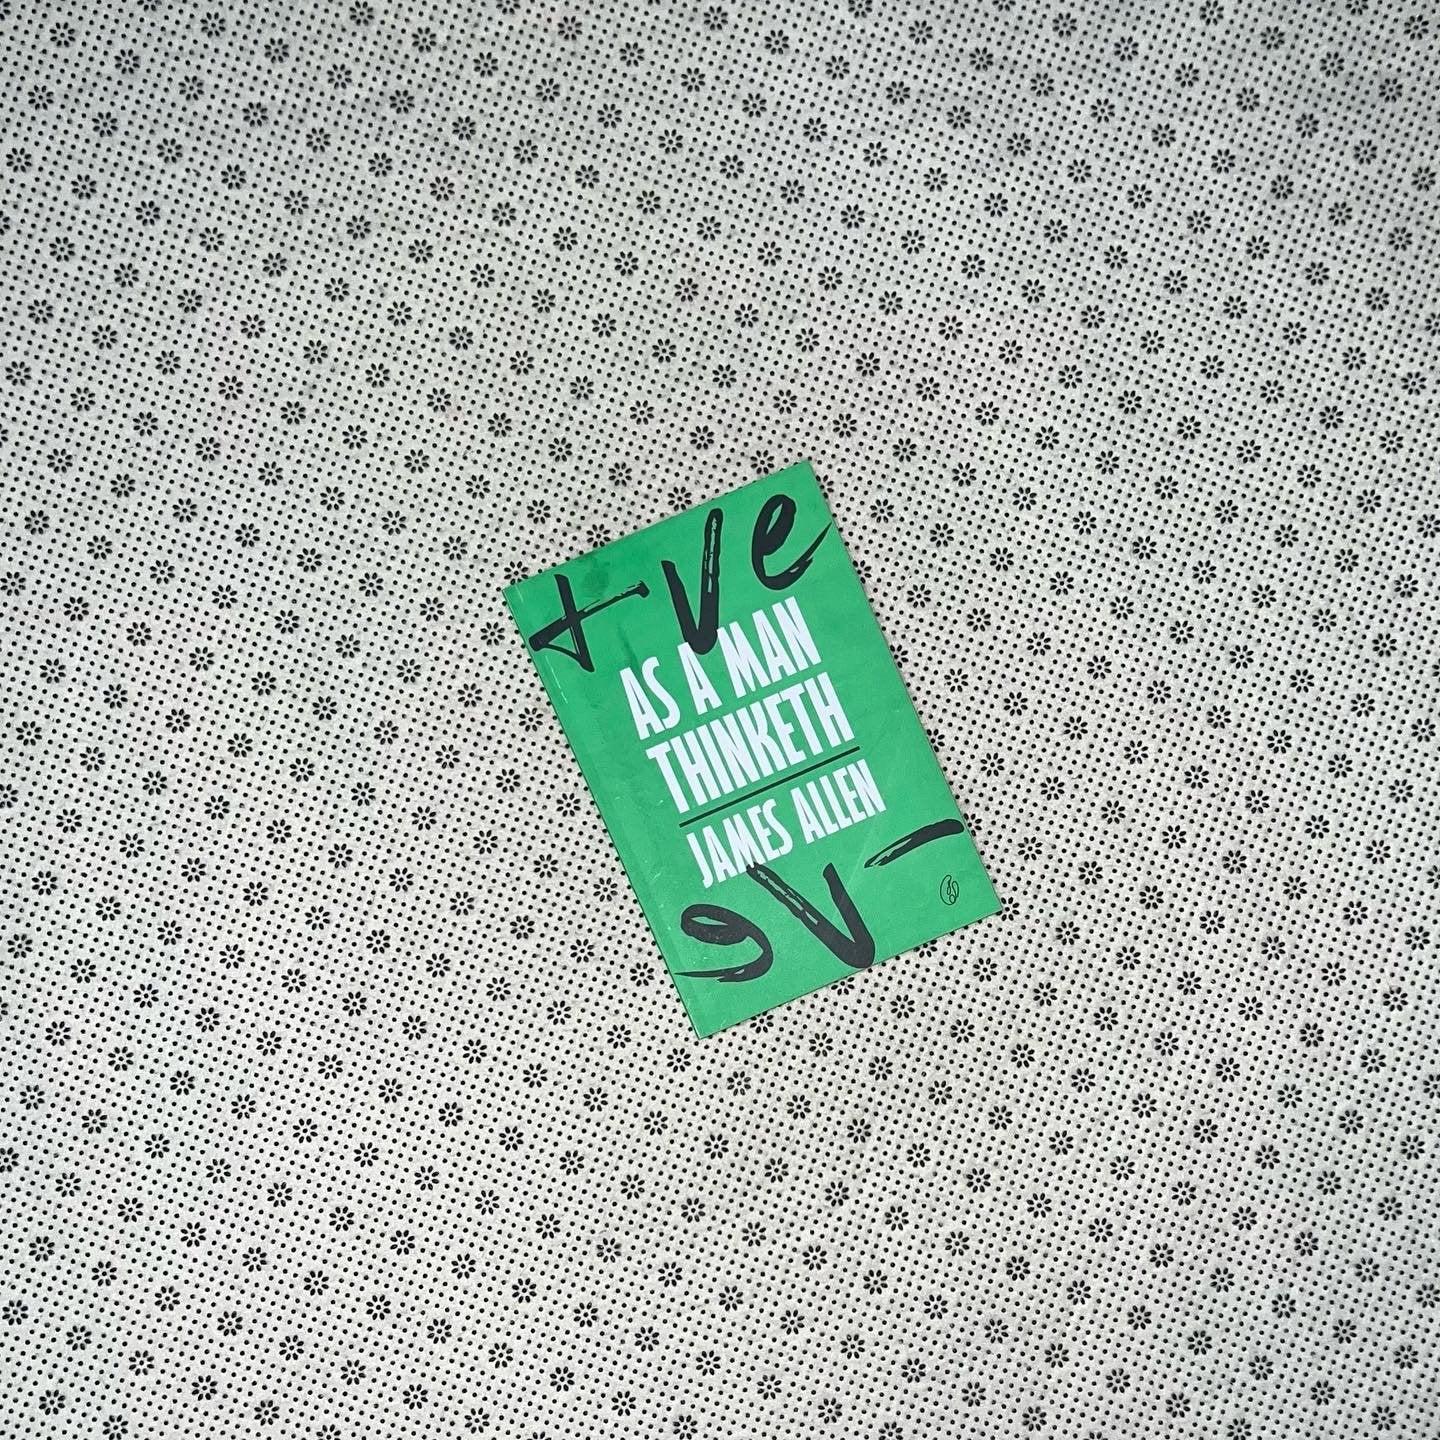 +ve
AS A MAN
THINKETH
JAMES ALLEN
-ve